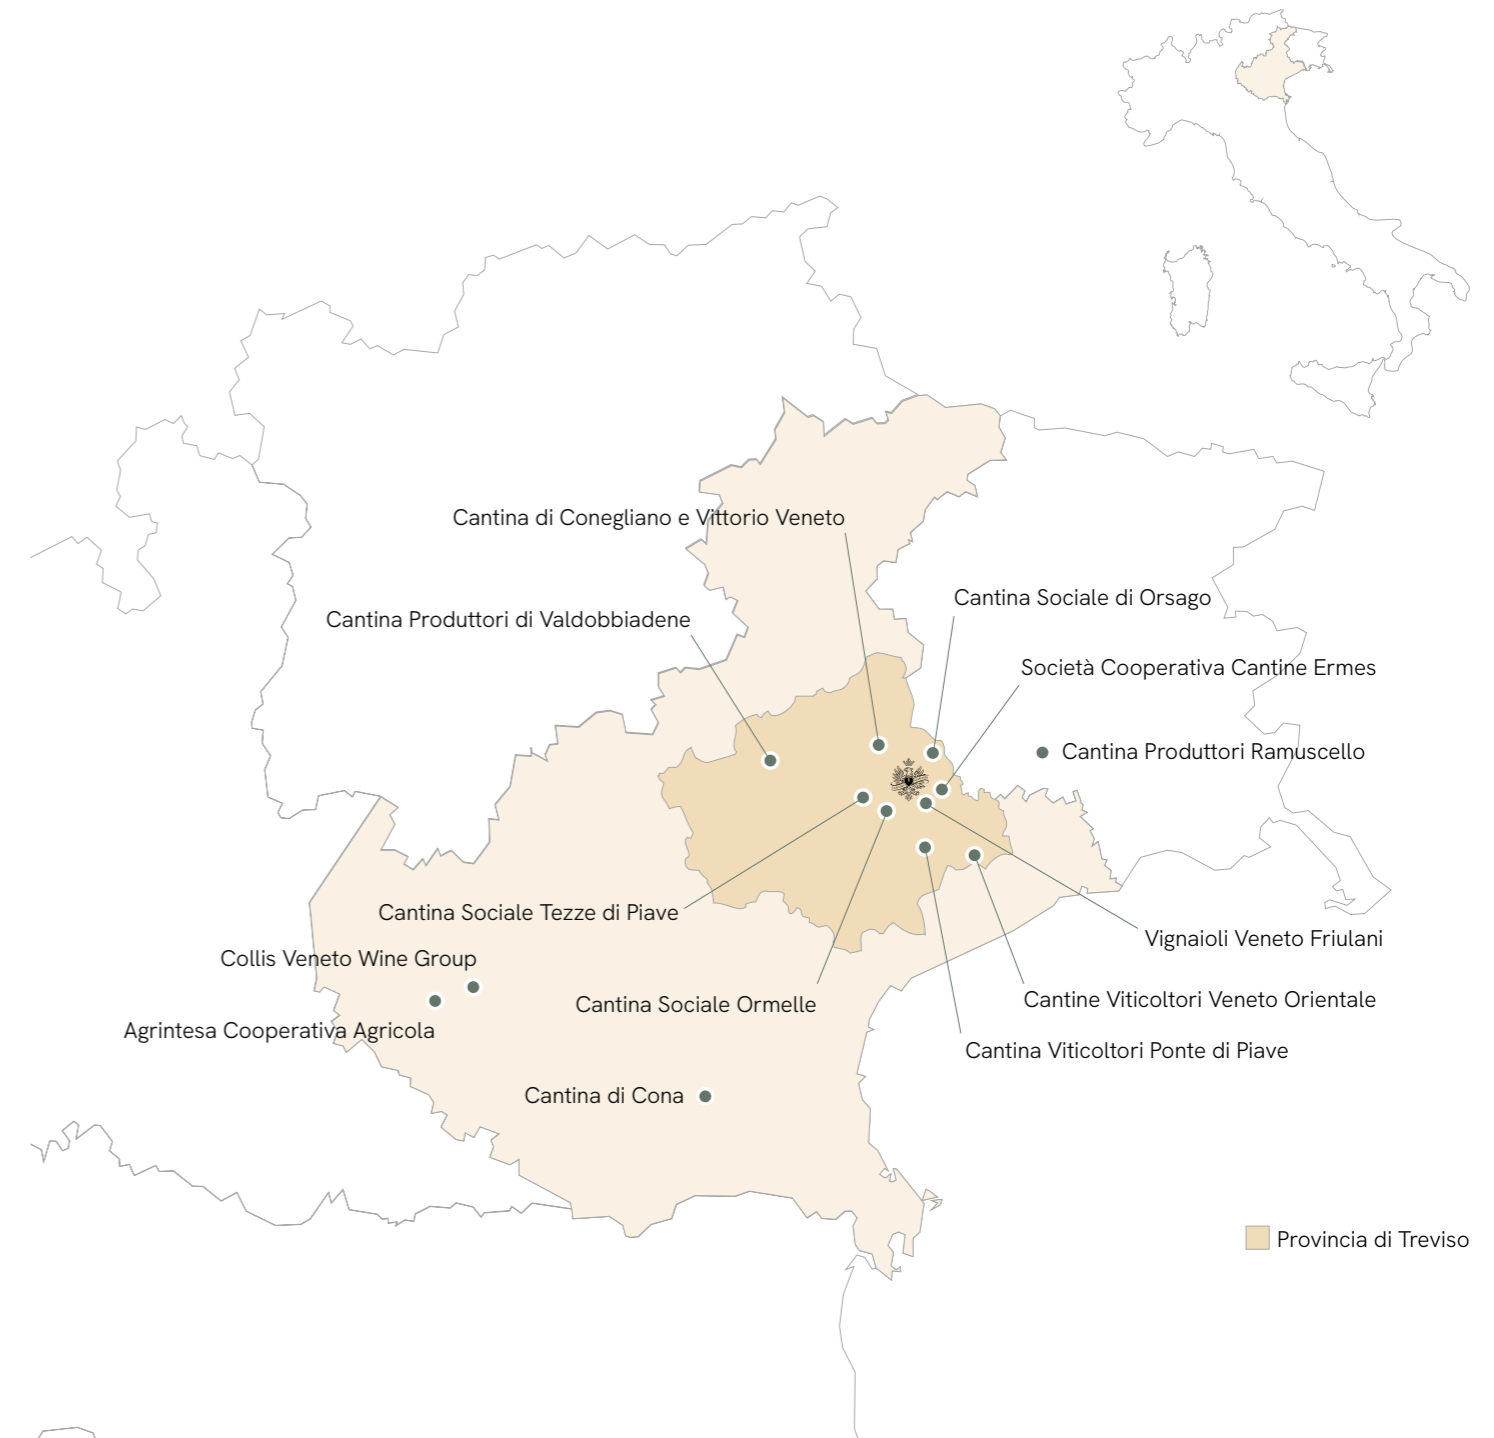 Cantina di Conegliano e Vittorio Veneto
Cantina Sociale di Orsago
Cantina Produttori di Valdobbiadene
Società Cooperativa Cantine Ermes
Cantina Produttori Ramuscello
Cantina Sociale Tezze di Piave
Vignaioli Veneto Friulani
Collis Veneto Wine Group
Cantina Sociale Ormelle
Cantine Viticoltori Veneto Orientale
Agrintesa Cooperativa Agricola
Cantina Viticoltori Ponte di Piave
Cantina di Cona
Provincia di Treviso